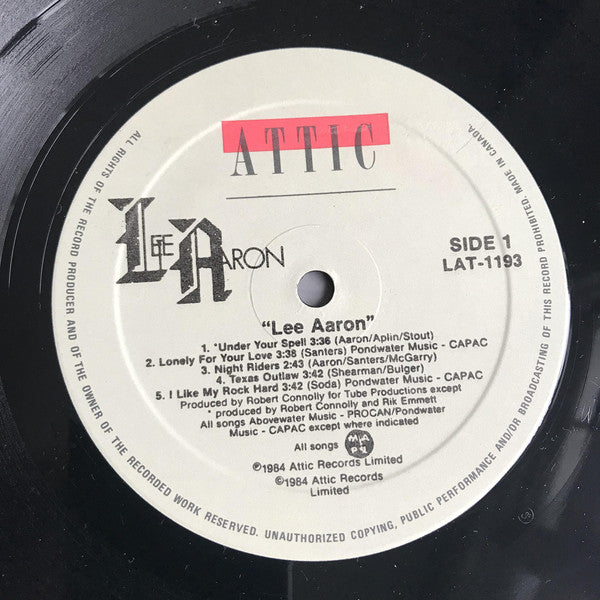 ATTIC
LEE AARON
SIDE 1
LAT-1193
"Lee Aaron"
1. *Under Your Spell 3:36 (Aaron/Aplin/Stout)
2. Lonely For Your Love 3:38 (Santers) Pondwater Music - CAPAC
3. Night Riders 2:43 (Aaron/Santers/McGarry)
4. Texas Outlaw 3:42 (Shearman/Bulger)
5. I Like My Rock Hard 3:42 (Soda) Pondwater Music - CAPAC
Produced by Robert Connolly for Tube Productions except
* produced by Robert Connolly and Rik Emmett
All songs Abovewater Music - PROCAN/Pondwater
Music - CAPAC except where indicated
All songs
℗1984 Attic Records Limited
©1984 Attic Records
Limited
ALL RIGHTS OF THE RECORD PRODUCER AND OF THE OWNER OF THE RECORDED WORK RESERVED. UNAUTHORIZED COPYING, PUBLIC PERFORMANCE AND/OR BROADCASTING OF THIS RECORD PROHIBITED. MADE IN CANADA.